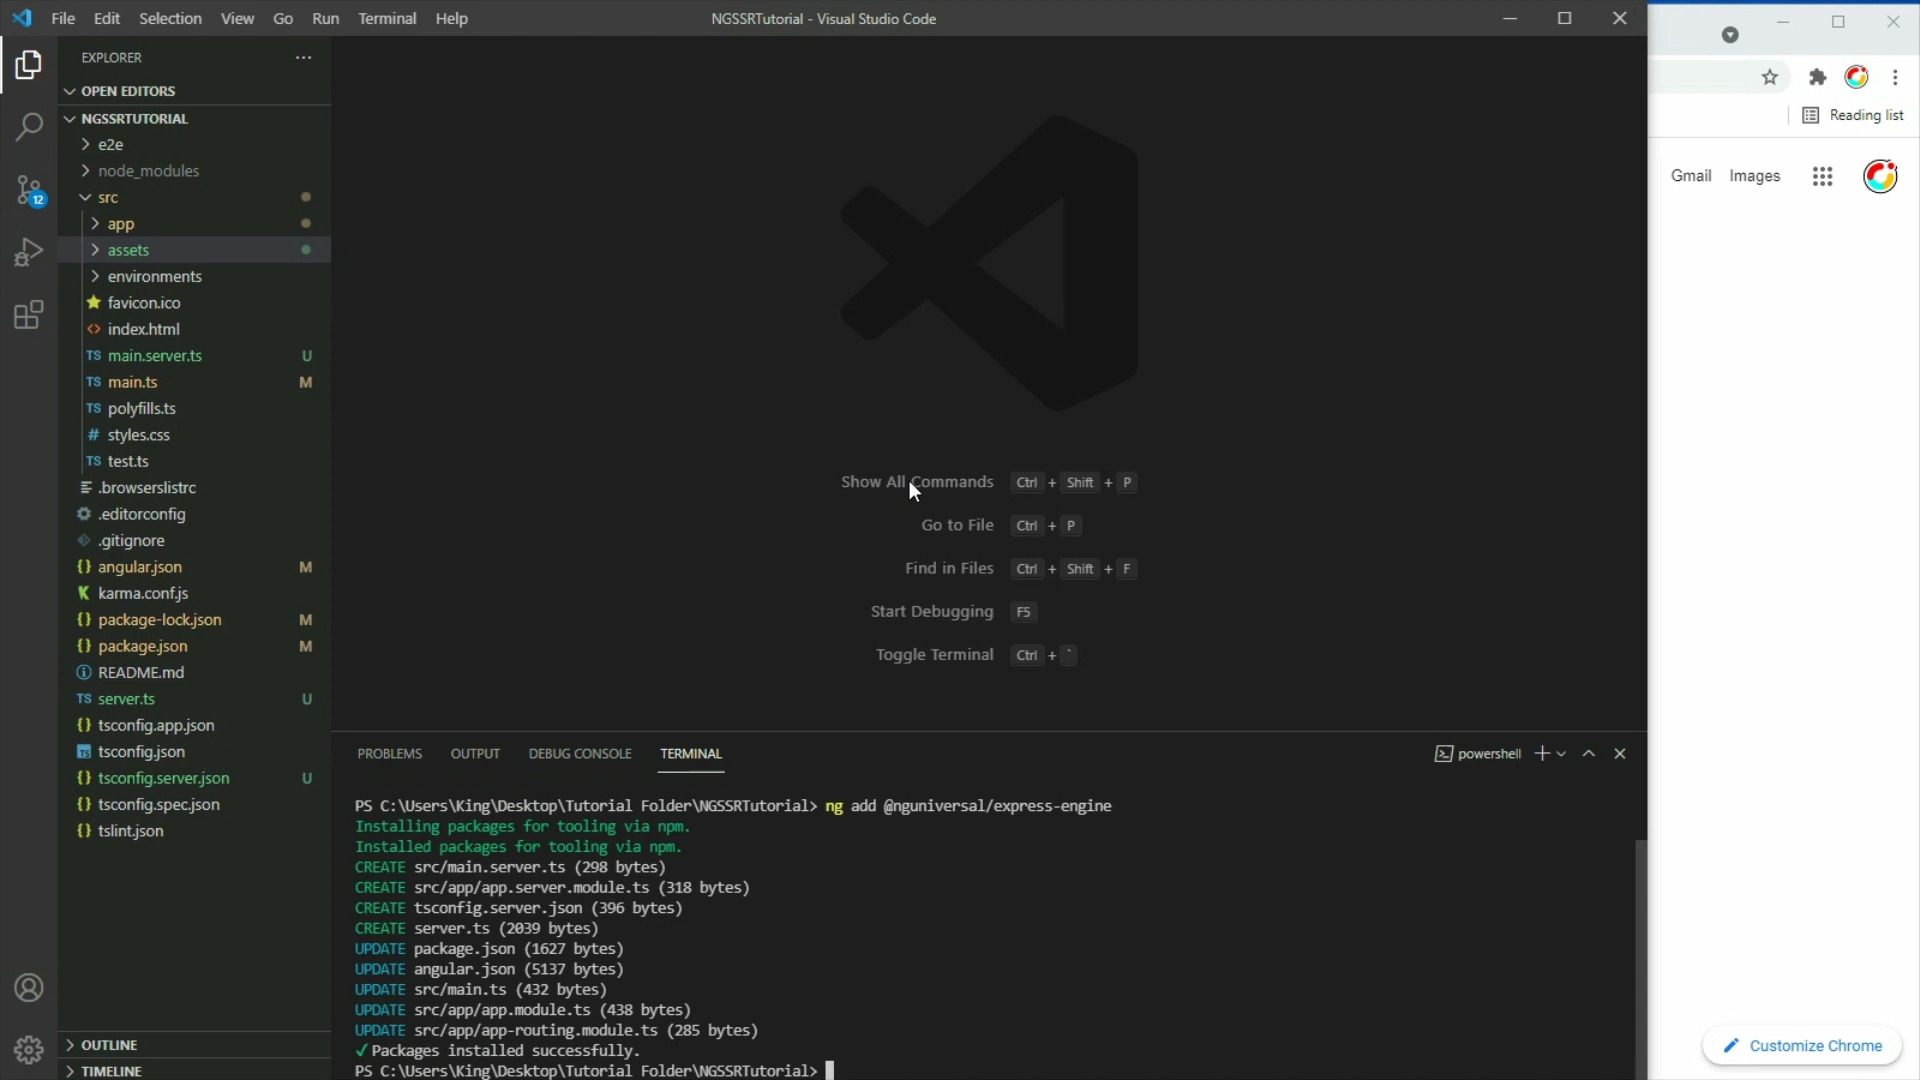 File Edit Selection View Go Run Terminal Help
NGSSRTutorial - Visual Studio Code
EXPLORER
OPEN EDITORS
NGSSRTUTORIAL
e2e
node_modules
src
app
assets
environments
favicon.ico
index.html
TS main.server.ts U
TS main.ts M
TS polyfills.ts
# styles.css
TS test.ts
.browserslistrc
.editorconfig
.gitignore
{} angular.json M
karma.conf.js
{} package-lock.json M
{} package.json M
README.md
TS server.ts U
{} tsconfig.app.json
TS tsconfig.json
{} tsconfig.server.json U
{} tsconfig.spec.json
{} tslint.json
OUTLINE
TIMELINE
12
Show All Commands Ctrl + Shift + P
Go to File Ctrl + P
Find in Files Ctrl + Shift + F
Start Debugging F5
Toggle Terminal Ctrl + `
PROBLEMS OUTPUT DEBUG CONSOLE TERMINAL
powershell
PS C:\Users\King\Desktop\Tutorial Folder\NGSSRTutorial> ng add @nguniversal/express-engine
Installing packages for tooling via npm.
Installed packages for tooling via npm.
CREATE src/main.server.ts (298 bytes)
CREATE src/app/app.server.module.ts (318 bytes)
CREATE tsconfig.server.json (396 bytes)
CREATE server.ts (2039 bytes)
UPDATE package.json (1627 bytes)
UPDATE angular.json (5137 bytes)
UPDATE src/main.ts (432 bytes)
UPDATE src/app/app.module.ts (438 bytes)
UPDATE src/app/app-routing.module.ts (285 bytes)
✓ Packages installed successfully.
PS C:\Users\King\Desktop\Tutorial Folder\NGSSRTutorial>
Reading list
Gmail Images
Customize Chrome